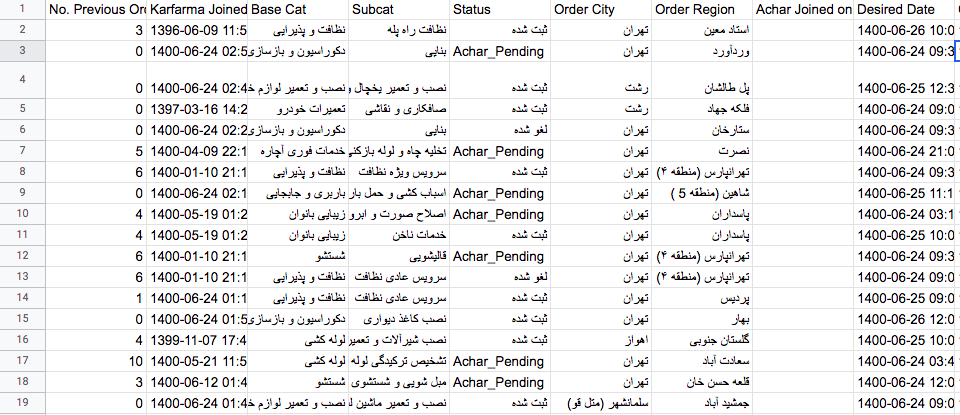 1 No. Previous Or Karfarma Joined Base Cat Subcat Status Order City Order Region Achar Joined on Desired Date
2 3 1396-06-09 11:5 نظافت و پذیرایی نظافت راه پله ثبت شده تهران استاد معین 1400-06-26 10:0
3 0 1400-06-24 02:5 دکوراسیون و بازسازی بنایی Achar_Pending تهران وردآورد 1400-06-24 09:3
4 0 1400-06-24 02:4 نصب و تعمیر لوازم خ نصب و تعمیر یخچال و ثبت شده رشت پل طالشان 1400-06-25 12:3
5 0 1397-03-16 14:2 تعمیرات خودرو صافکاری و نقاشی ثبت شده رشت فلکه جهاد 1400-06-24 09:0
6 0 1400-06-24 02:2 دکوراسیون و بازسازی بنایی لغو شده تهران ستارخان 1400-06-24 09:3
7 5 1400-04-09 22:1 خدمات فوری آچاره تخلیه چاه و لوله بازکنی Achar_Pending تهران نصرت 1400-06-24 21:0
8 6 1400-01-10 21:1 نظافت و پذیرایی سرویس ویژه نظافت ثبت شده تهران تهرانپارس (منطقه ۴) 1400-06-24 09:3
9 0 1400-06-24 02:1 باربری و جابجایی اسباب کشی و حمل بار Achar_Pending تهران شاهین (منطقه 5 ) 1400-06-25 11:1
10 4 1400-05-19 01:2 زیبایی بانوان اصلاح صورت و ابرو Achar_Pending تهران پاسداران 1400-06-24 03:1
11 4 1400-05-19 01:2 زیبایی بانوان خدمات ناخن ثبت شده تهران پاسداران 1400-06-25 10:0
12 6 1400-01-10 21:1 شستشو قالیشویی Achar_Pending تهران تهرانپارس (منطقه ۴) 1400-06-24 09:3
13 6 1400-01-10 21:1 نظافت و پذیرایی سرویس عادی نظافت لغو شده تهران تهرانپارس (منطقه ۴) 1400-06-24 09:3
14 1 1400-06-24 01:1 نظافت و پذیرایی سرویس عادی نظافت ثبت شده تهران پردیس 1400-06-25 09:0
15 0 1400-06-24 01:5 دکوراسیون و بازسازی نصب کاغذ دیواری ثبت شده تهران بهار 1400-06-26 12:0
16 4 1399-11-07 17:4 لوله کشی نصب شیرآلات و تعمیر ثبت شده اهواز گلستان جنوبی 1400-06-25 10:0
17 10 1400-05-21 11:5 لوله کشی تشخیص ترکیدگی لوله Achar_Pending تهران سعادت آباد 1400-06-24 03:4
18 3 1400-06-12 01:4 شستشو مبل شویی و شستشوی Achar_Pending تهران قلعه حسن خان 1400-06-24 12:0
19 0 1400-06-24 01:4 نصب و تعمیر لوازم خ نصب و تعمیر ماشین ل ثبت شده سلمانشهر (متل قو) جمشید آباد 1400-06-24 09:0